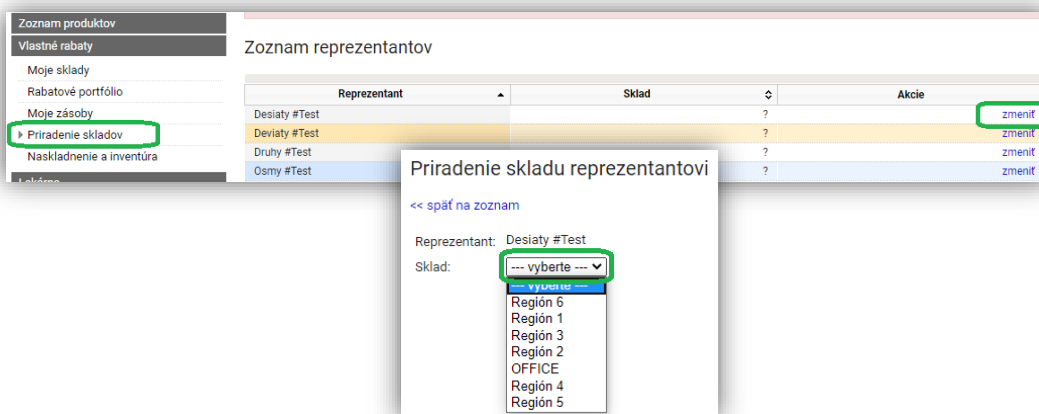 Zoznam produktov
Vlastné rabaty
Moje sklady
Rabatové portfólio
Moje zásoby
Priradenie skladov
Naskladnenie a inventúra
Zoznam reprezentantov
Reprezentant Sklad Akcie
Desiaty #Test ? zmeniť
Deviaty #Test ? zmeniť
Druhy #Test ? zmeniť
Osmy #Test ? zmeniť
Priradenie skladu reprezentantovi
<< späť na zoznam
Reprezentant: Desiaty #Test
Sklad: --- vyberte ---
--- vyberte ---
Región 6
Región 1
Región 3
Región 2
OFFICE
Región 4
Región 5